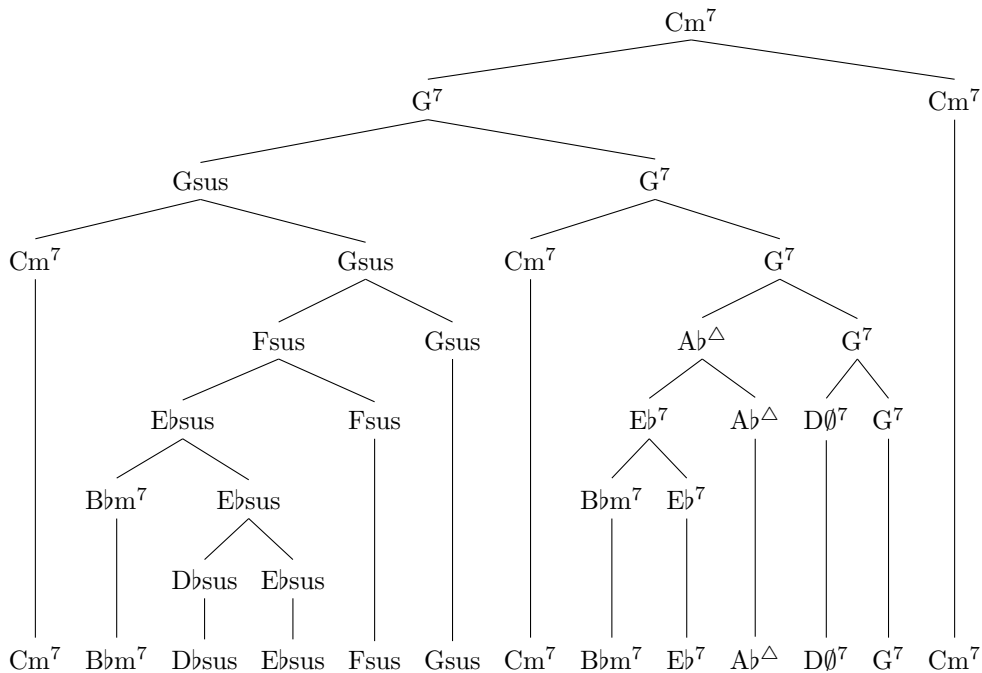 Cm⁷
G⁷ Cm⁷
Gsus G⁷
Cm⁷ Gsus Cm⁷ G⁷
Fsus Gsus A♭△ G⁷
E♭sus Fsus E♭⁷ A♭△ D∅⁷ G⁷
B♭m⁷ E♭sus B♭m⁷ E♭⁷
D♭sus E♭sus
Cm⁷ B♭m⁷ D♭sus E♭sus Fsus Gsus Cm⁷ B♭m⁷ E♭⁷ A♭△ D∅⁷ G⁷ Cm⁷